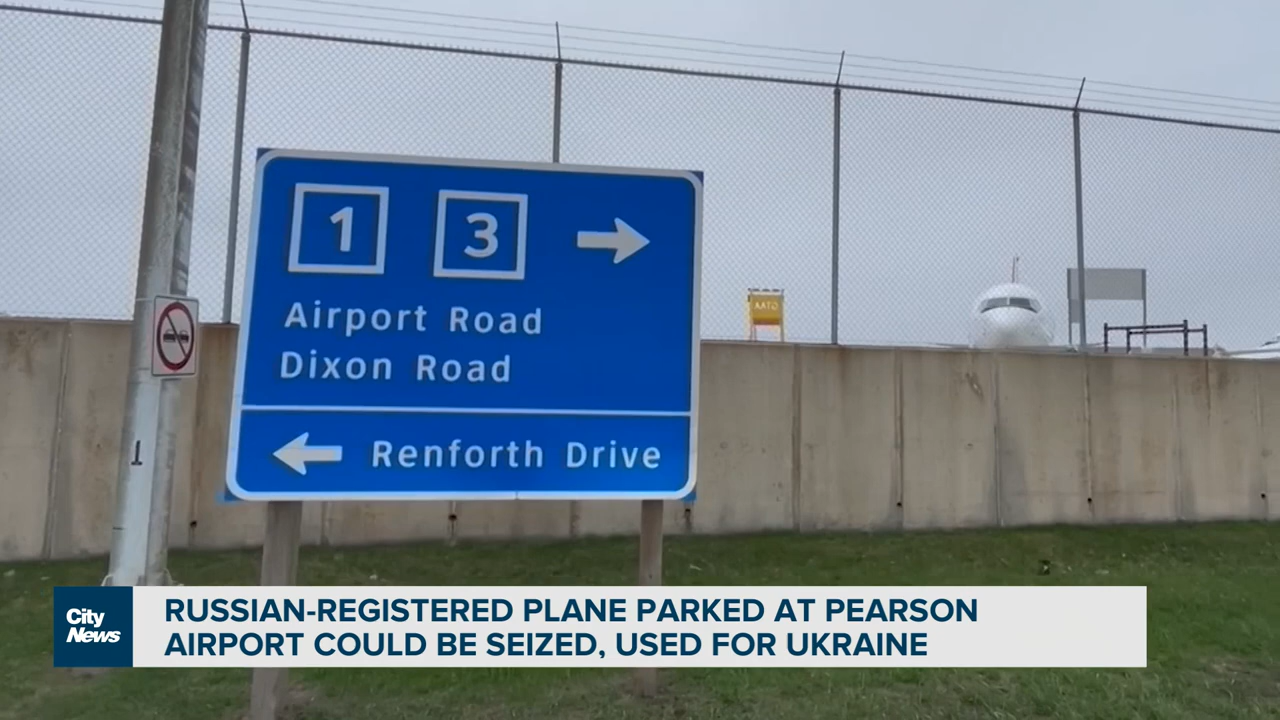 1 3
Airport Road
Dixon Road
Renforth Drive
1
City
News
RUSSIAN-REGISTERED PLANE PARKED AT PEARSON
AIRPORT COULD BE SEIZED, USED FOR UKRAINE